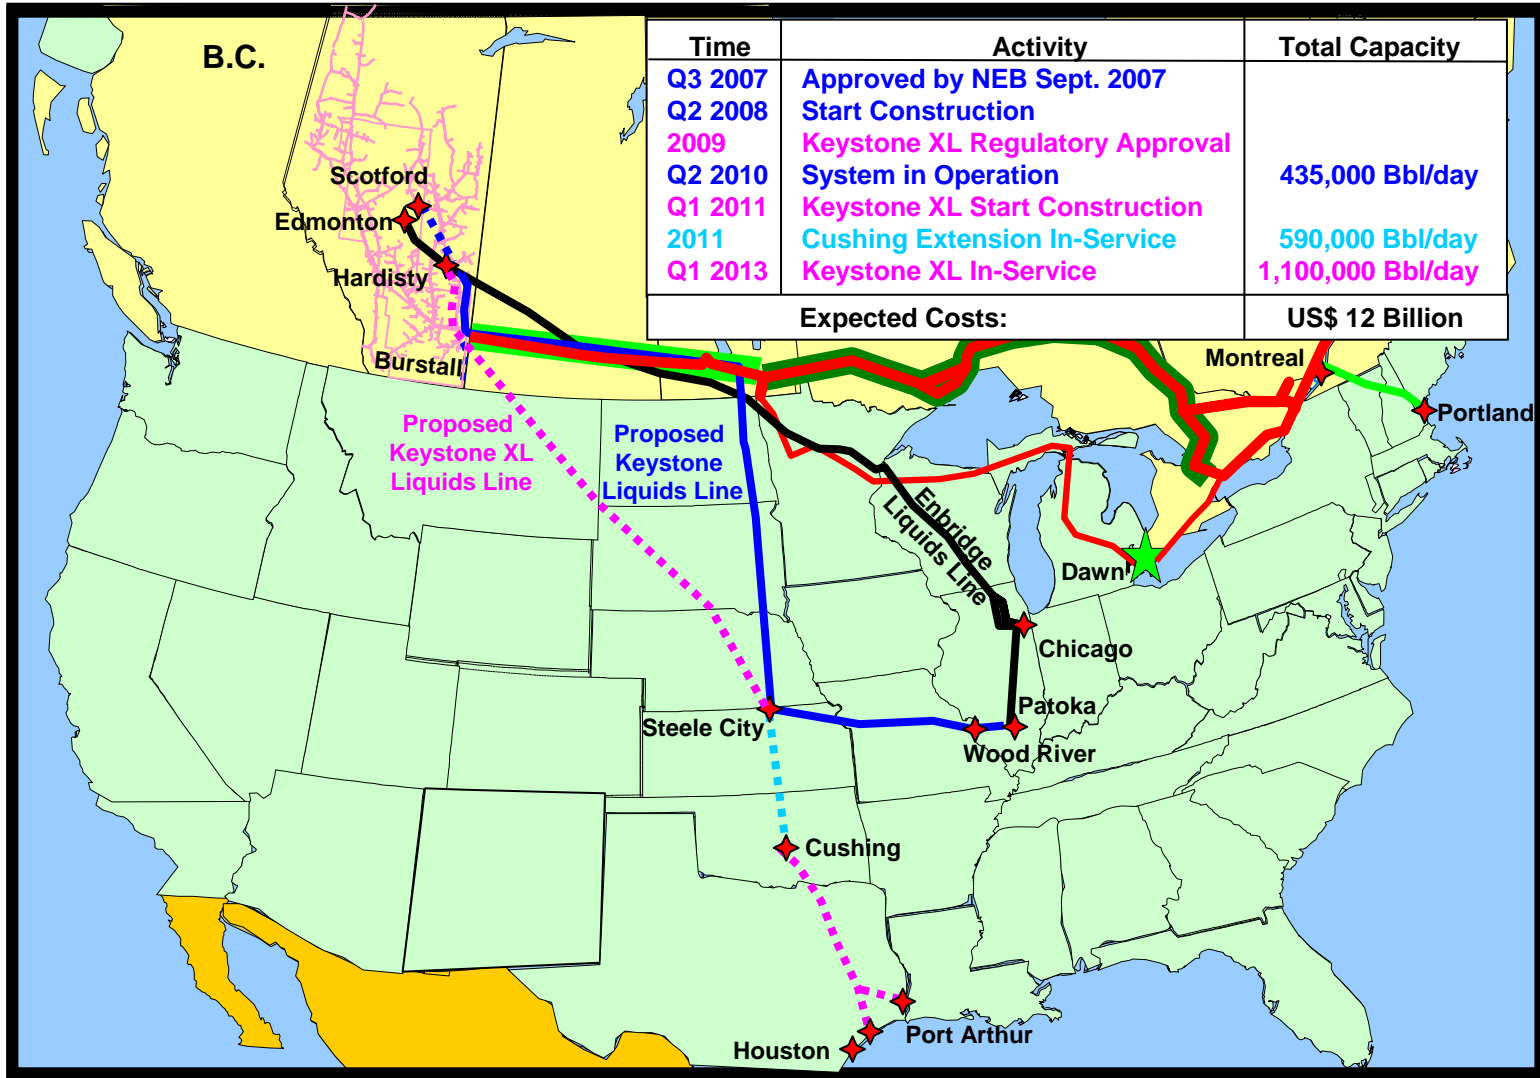 B.C.
Time Activity Total Capacity
Q3 2007 Approved by NEB Sept. 2007
Q2 2008 Start Construction
2009 Keystone XL Regulatory Approval
Q2 2010 System in Operation 435,000 Bbl/day
Q1 2011 Keystone XL Start Construction
2011 Cushing Extension In-Service 590,000 Bbl/day
Q1 2013 Keystone XL In-Service 1,100,000 Bbl/day
Expected Costs: US$ 12 Billion
Scotford
Edmonton
Hardisty
Burstall
Montreal
Portland
Proposed
Keystone XL
Liquids Line
Proposed
Keystone
Liquids Line
Enbridge
Liquids Line
Dawn
Chicago
Patoka
Steele City
Wood River
Cushing
Port Arthur
Houston